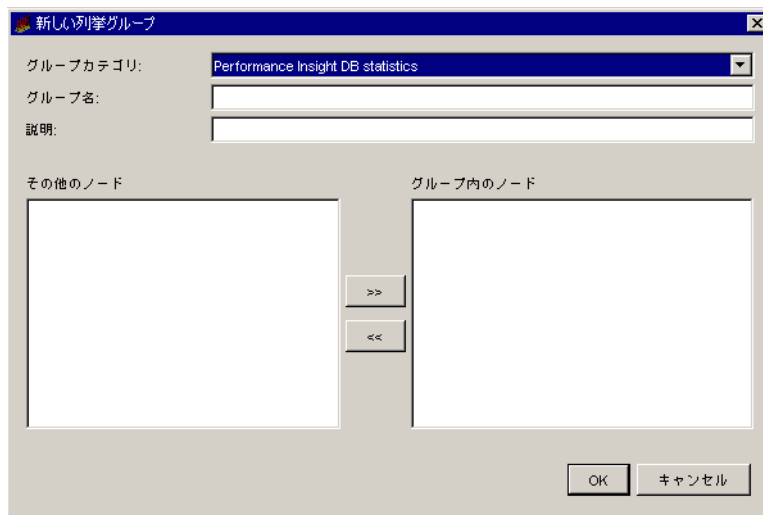 新しい列挙グループ
グループカテゴリ: Performance Insight DB statistics
グループ名:
説明:
その他のノード グループ内のノード
>>
<<
OK キャンセル